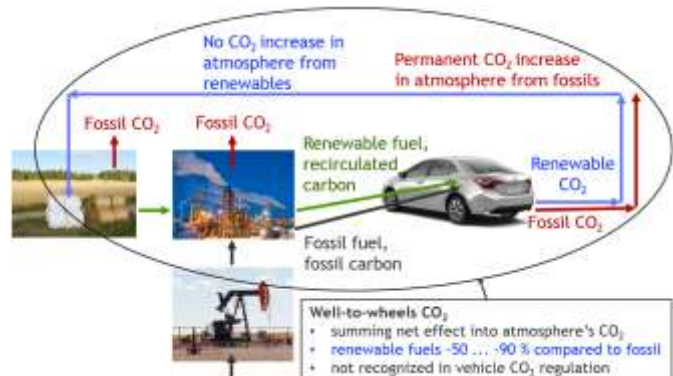 No CO₂ increase in
atmosphere from
renewables
Permanent CO₂ increase
in atmosphere from fossils
Fossil CO₂
Fossil CO₂
Renewable fuel,
recirculated
carbon
Renewable
CO₂
Fossil CO₂
Fossil fuel,
fossil carbon
Well-to-wheels CO₂
• summing net effect into atmosphere's CO₂
• renewable fuels -50 ... -90 % compared to fossil
• not recognized in vehicle CO₂ regulation